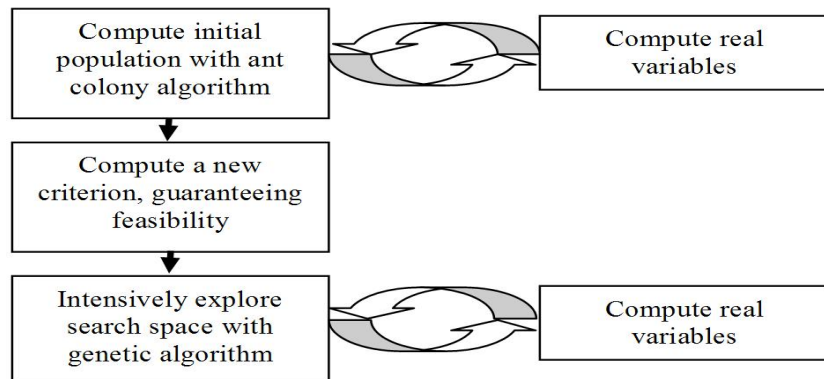 Compute initial
population with ant
colony algorithm
Compute real
variables
Compute a new
criterion, guaranteeing
feasibility
Intensively explore
search space with
genetic algorithm
Compute real
variables